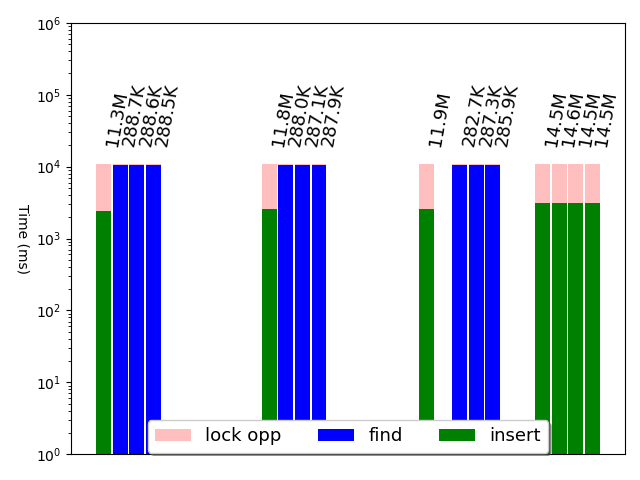 10^6
10^5
10^4
10^3
10^2
10^1
10^0
Time (ms)
11.3M
288.7K
288.6K
288.5K
11.8M
288.0K
287.1K
287.9K
11.9M
282.7K
287.3K
285.9K
14.5M
14.6M
14.5M
14.5M
lock opp find insert